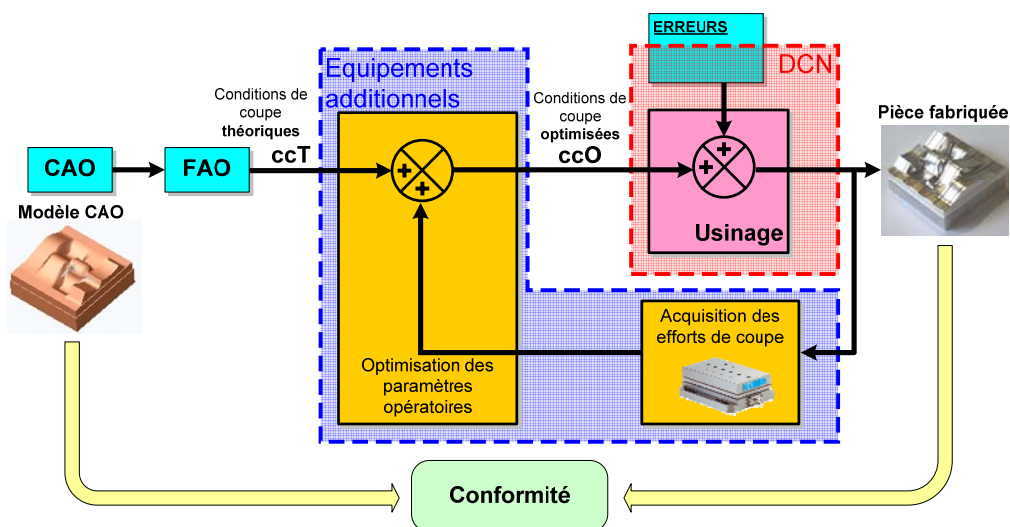 ERREURS
DCN
Equipements
additionnels
Conditions de
coupe
théoriques
ccT
Conditions de
coupe
optimisées
ccO
Pièce fabriquée
CAO
FAO
Modèle CAO
Usinage
Acquisition des
efforts de coupe
Optimisation des
paramètres
opératoires
Conformité